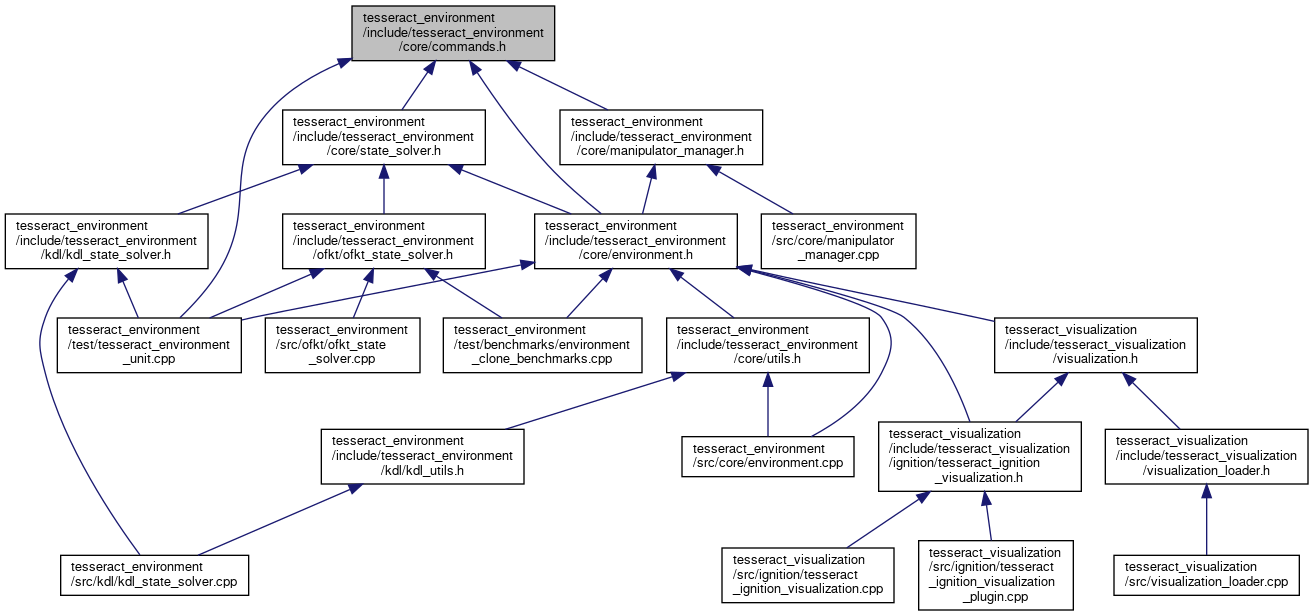 tesseract_environment
/include/tesseract_environment
/core/commands.h
tesseract_environment
/include/tesseract_environment
/core/state_solver.h
tesseract_environment
/include/tesseract_environment
/core/manipulator_manager.h
tesseract_environment
/include/tesseract_environment
/kdl/kdl_state_solver.h
tesseract_environment
/include/tesseract_environment
/ofkt/ofkt_state_solver.h
tesseract_environment
/include/tesseract_environment
/core/environment.h
tesseract_environment
/src/core/manipulator
_manager.cpp
tesseract_environment
/test/tesseract_environment
_unit.cpp
tesseract_environment
/src/ofkt/ofkt_state
_solver.cpp
tesseract_environment
/test/benchmarks/environment
_clone_benchmarks.cpp
tesseract_environment
/include/tesseract_environment
/core/utils.h
tesseract_visualization
/include/tesseract_visualization
/visualization.h
tesseract_environment
/include/tesseract_environment
/kdl/kdl_utils.h
tesseract_environment
/src/core/environment.cpp
tesseract_visualization
/include/tesseract_visualization
/ignition/tesseract_ignition
_visualization.h
tesseract_visualization
/include/tesseract_visualization
/visualization_loader.h
tesseract_environment
/src/kdl/kdl_state_solver.cpp
tesseract_visualization
/src/ignition/tesseract
_ignition_visualization.cpp
tesseract_visualization
/src/ignition/tesseract
_ignition_visualization
_plugin.cpp
tesseract_visualization
/src/visualization_loader.cpp